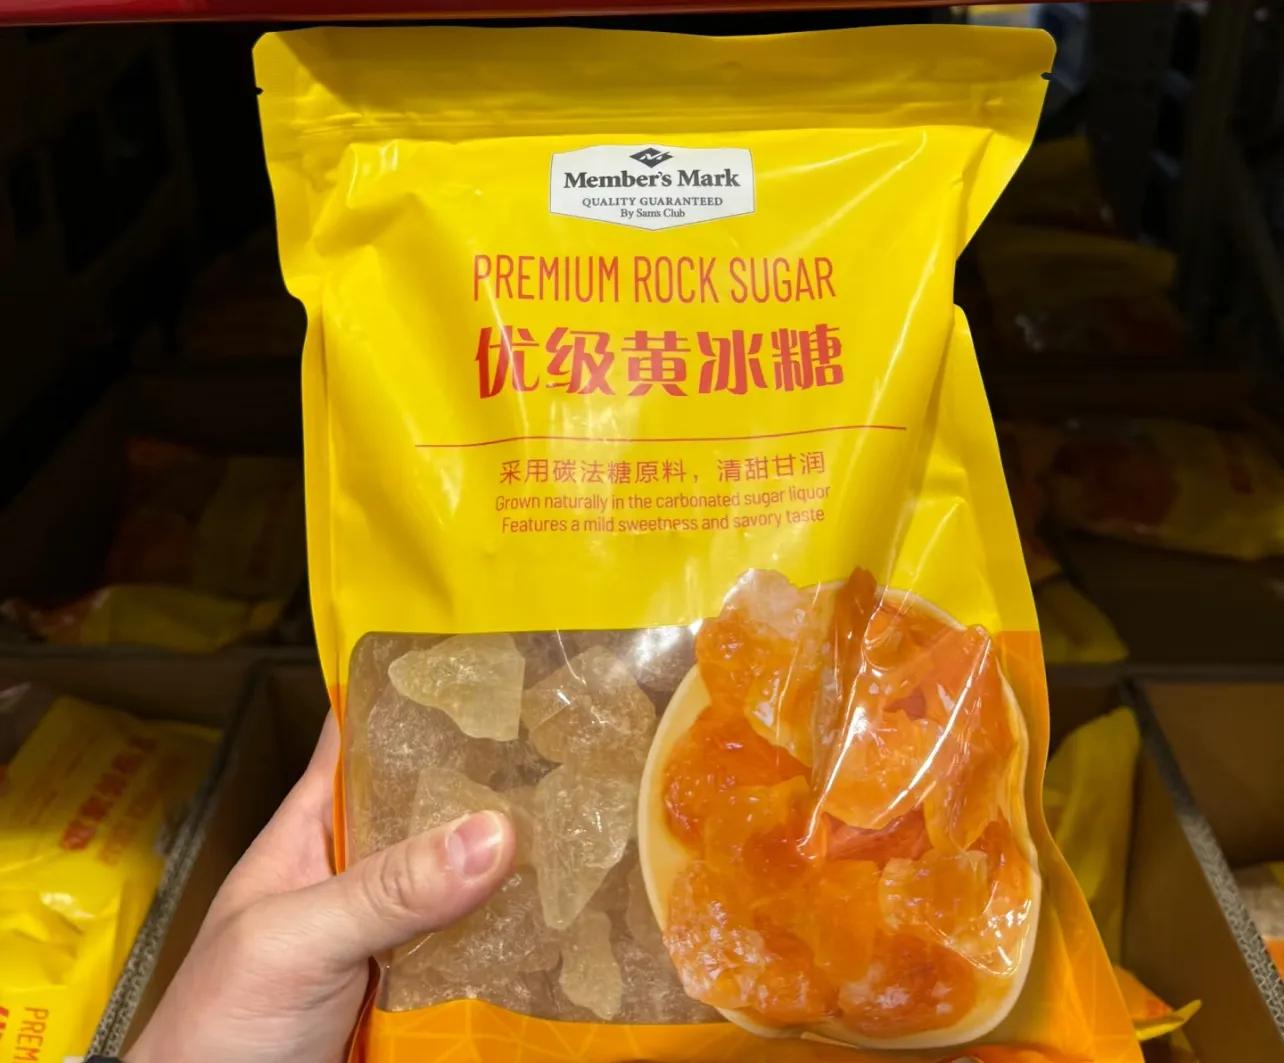 Member's Mark
QUALITY GUARANTEED
By Sam's Club
PREMIUM ROCK SUGAR
优级黄冰糖
采用碳法糖原料，清甜甘润
Grown naturally in the carbonated sugar liquor
Features a mild sweetness and savory taste
PREM